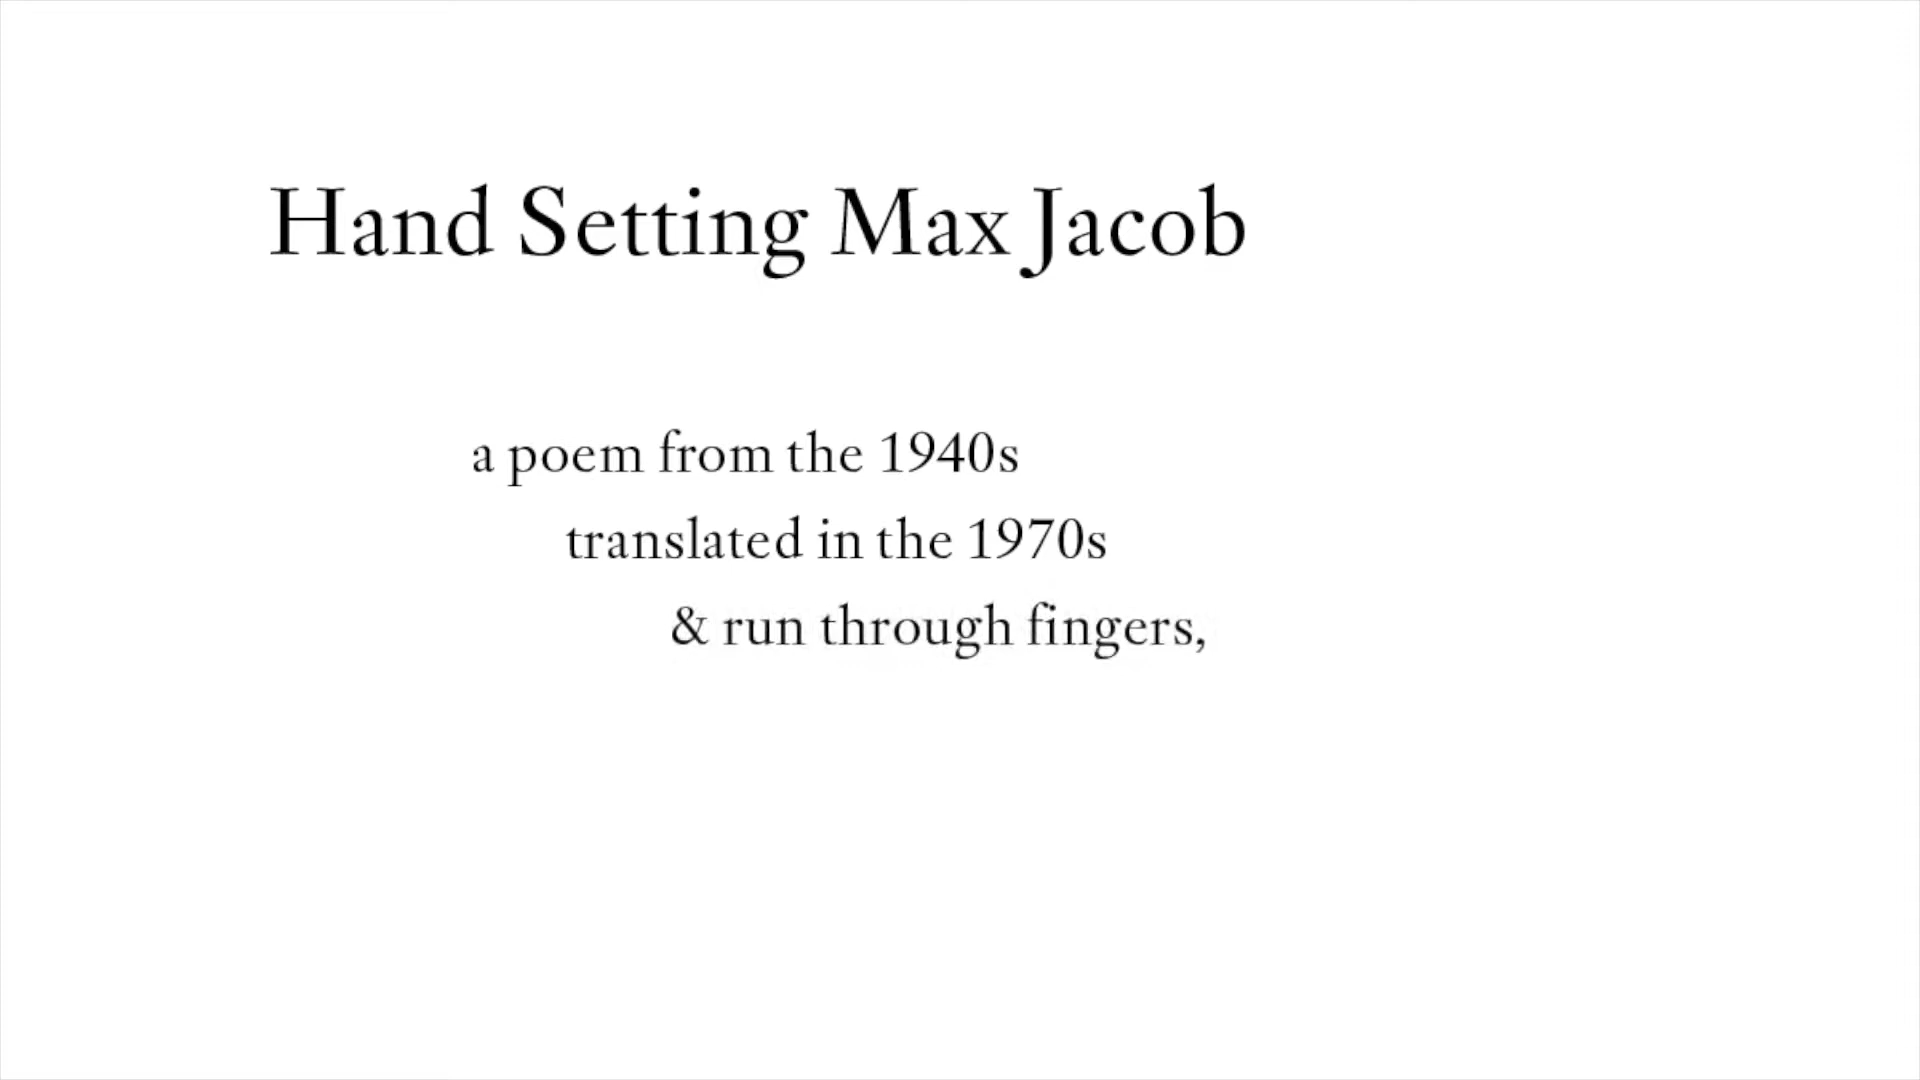 Hand Setting Max Jacob
a poem from the 1940s
translated in the 1970s
& run through fingers,